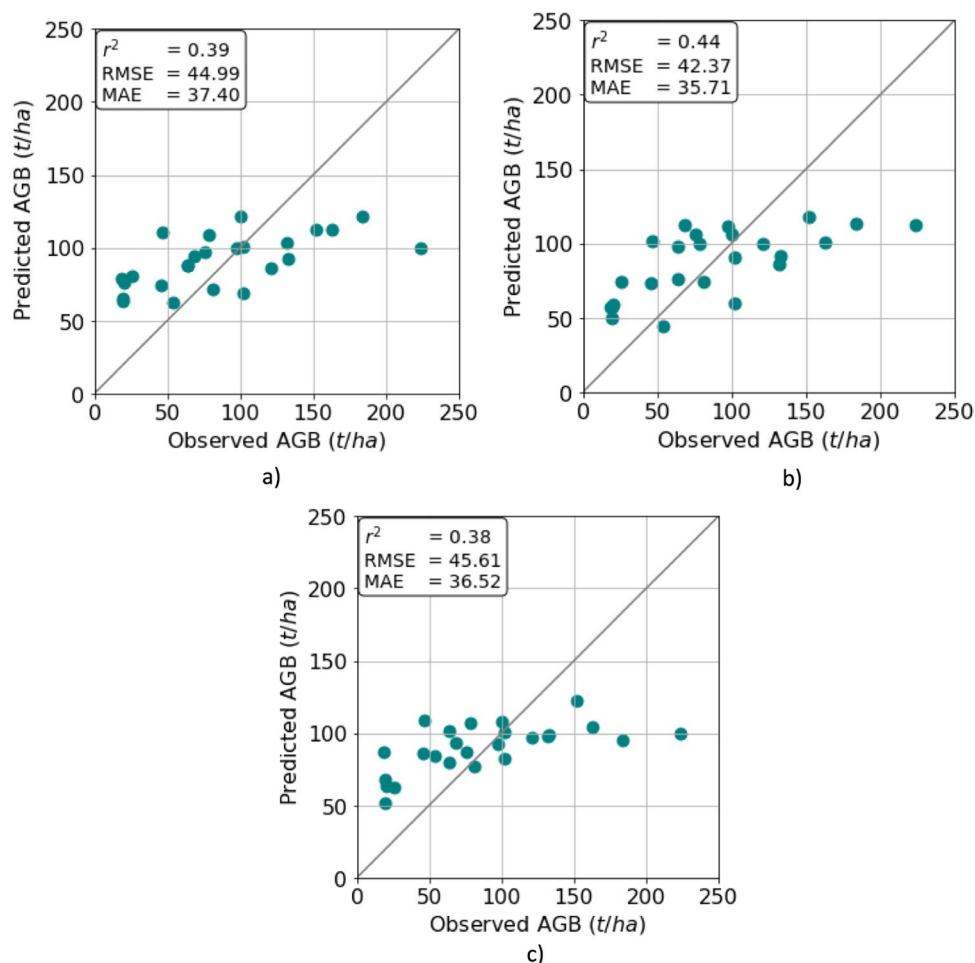 r² = 0.39
RMSE = 44.99
MAE = 37.40
250
200
150
100
50
0
Predicted AGB (t/ha)
0 50 100 150 200 250
Observed AGB (t/ha)
a)
r² = 0.44
RMSE = 42.37
MAE = 35.71
250
200
150
100
50
0
Predicted AGB (t/ha)
0 50 100 150 200 250
Observed AGB (t/ha)
b)
r² = 0.38
RMSE = 45.61
MAE = 36.52
250
200
150
100
50
0
Predicted AGB (t/ha)
0 50 100 150 200 250
Observed AGB (t/ha)
c)